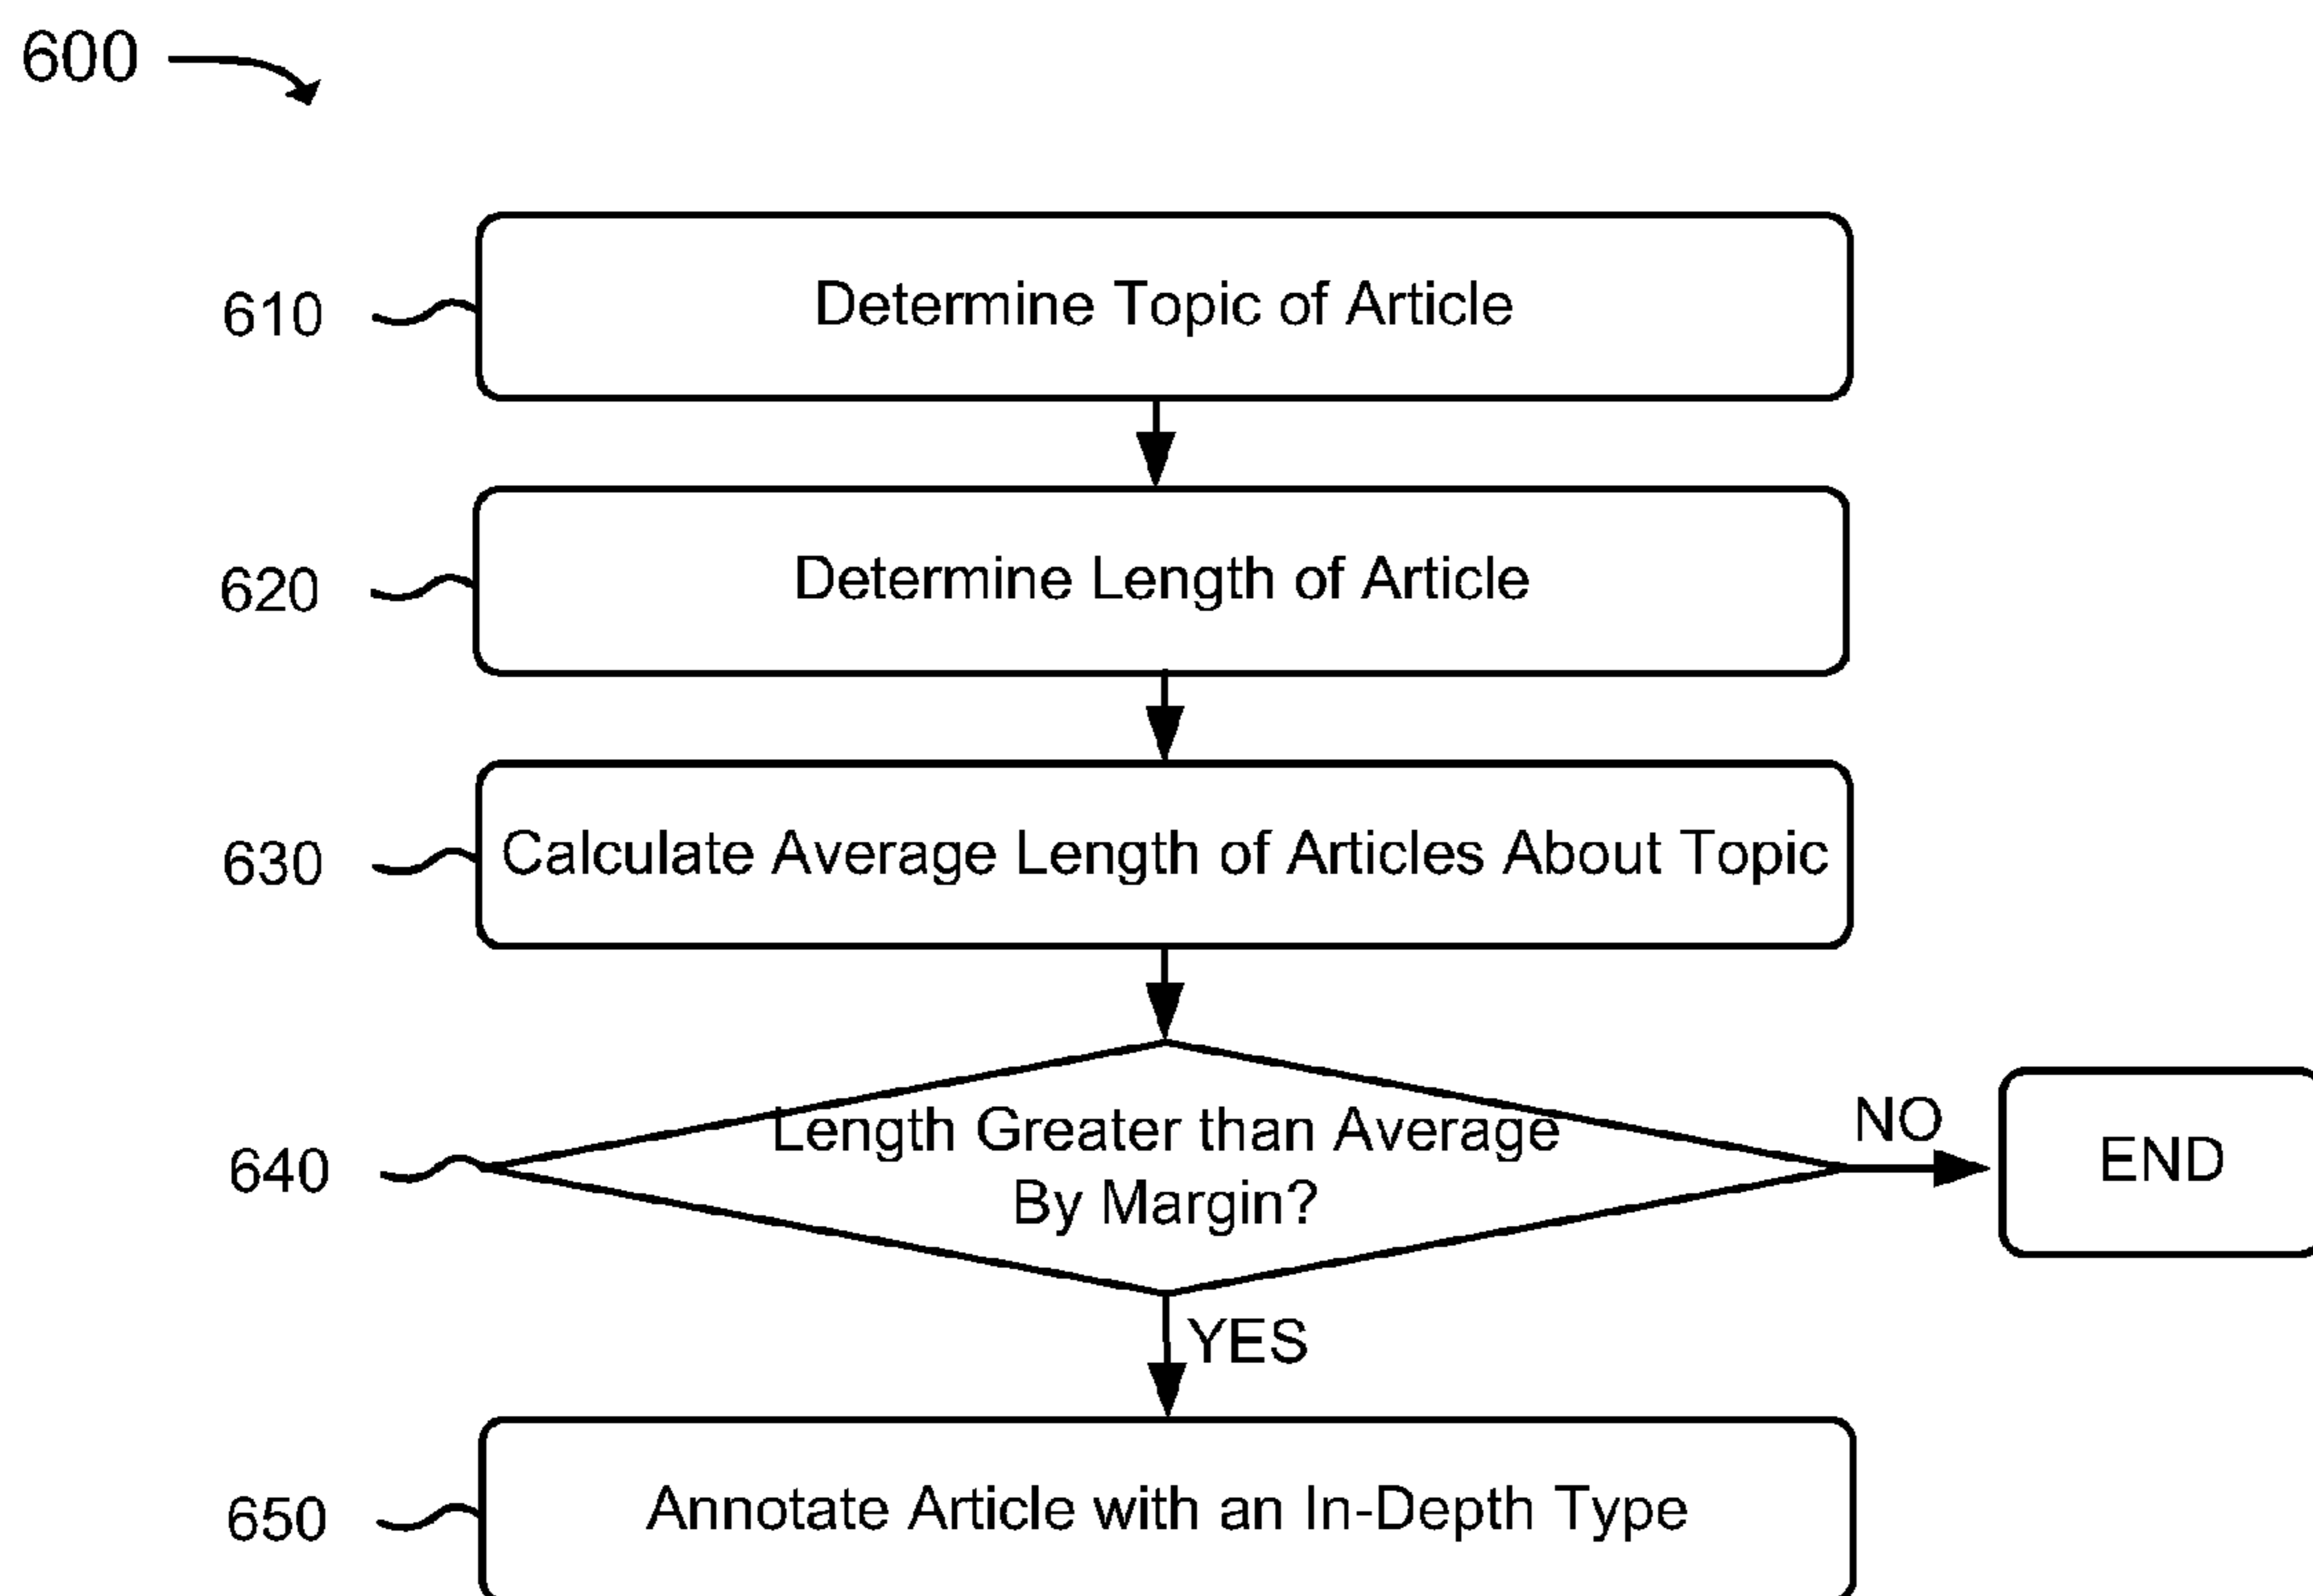 600
610
Determine Topic of Article
620
Determine Length of Article
630
Calculate Average Length of Articles About Topic
640
Length Greater than Average
By Margin?
NO
END
YES
650
Annotate Article with an In-Depth Type